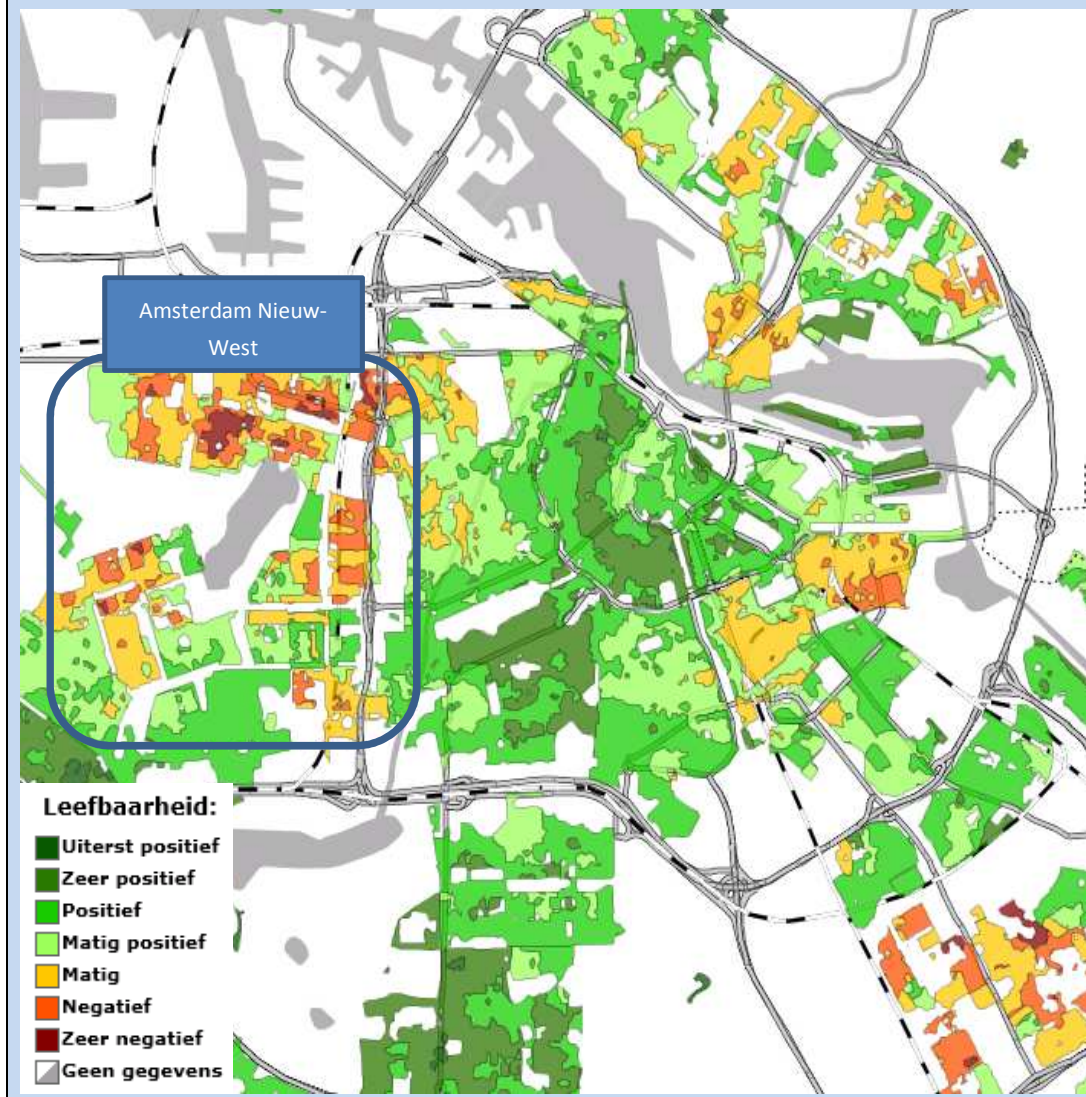 Amsterdam Nieuw-
West
Leefbaarheid:
Uiterst positief
Zeer positief
Positief
Matig positief
Matig
Negatief
Zeer negatief
Geen gegevens